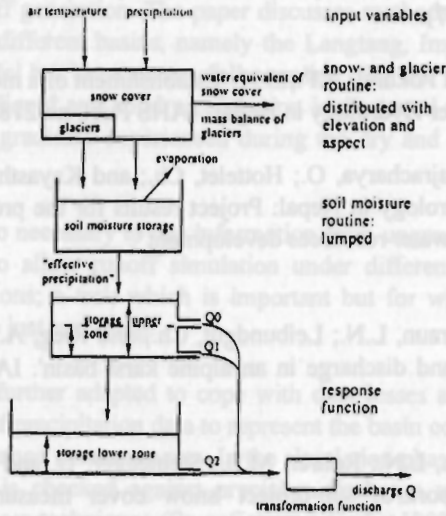 air temperature precipitation input variables
snow cover
glaciers
water equivalent of
snow cover
mass balance of
glaciers
snow- and glacier
routine:
distributed with
elevation and
aspect
evaporation
soil moisture storage
soil moisture
routine:
lumped
"effective
precipitation"
storage upper
zone
Q0
Q1
response
function
storage lower zone
Q2
discharge Q
transformation function